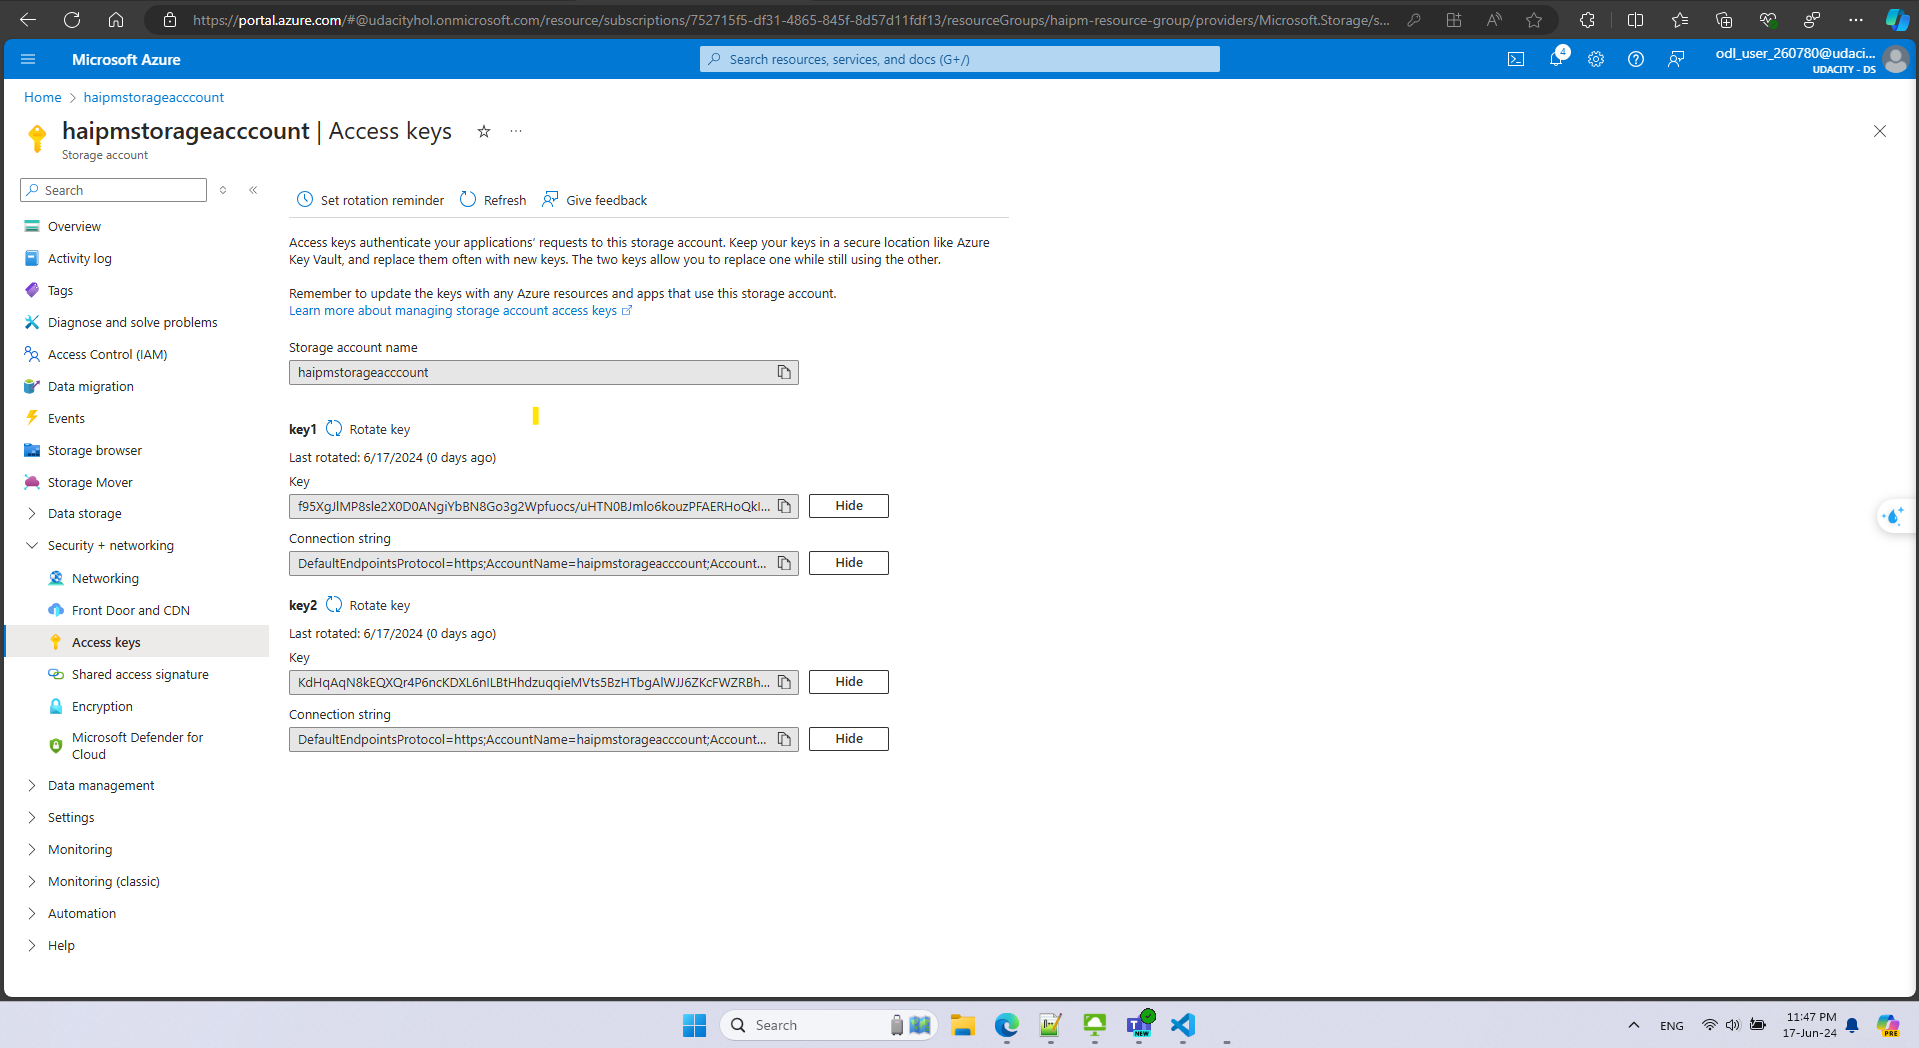 https://portal.azure.com/#@udacityhol.onmicrosoft.com/resource/subscriptions/752715f5-df31-4865-845f-8d57d11fdf13/resourceGroups/haipm-resource-group/providers/Microsoft.Storage/s...
Microsoft Azure
Search resources, services, and docs (G+/)
4
odl_user_260780@udaci...
UDACITY - DS
Home > haipmstorageacccount
haipmstorageacccount | Access keys
Storage account
Search
Overview
Activity log
Tags
Diagnose and solve problems
Access Control (IAM)
Data migration
Events
Storage browser
Storage Mover
Data storage
Security + networking
Networking
Front Door and CDN
Access keys
Shared access signature
Encryption
Microsoft Defender for
Cloud
Data management
Settings
Monitoring
Monitoring (classic)
Automation
Help
Set rotation reminder
Refresh
Give feedback
Access keys authenticate your applications' requests to this storage account. Keep your keys in a secure location like Azure
Key Vault, and replace them often with new keys. The two keys allow you to replace one while still using the other.
Remember to update the keys with any Azure resources and apps that use this storage account.
Learn more about managing storage account access keys
Storage account name
haipmstorageacccount
key1 Rotate key
Last rotated: 6/17/2024 (0 days ago)
Key
Hide
Connection string
DefaultEndpointsProtocol=https;AccountName=haipmstorageacccount;Account...
Hide
key2 Rotate key
Last rotated: 6/17/2024 (0 days ago)
Key
Hide
Connection string
DefaultEndpointsProtocol=https;AccountName=haipmstorageacccount;Account...
Hide
Search
NEW
ENG
11:47 PM
17-Jun-24
PRE